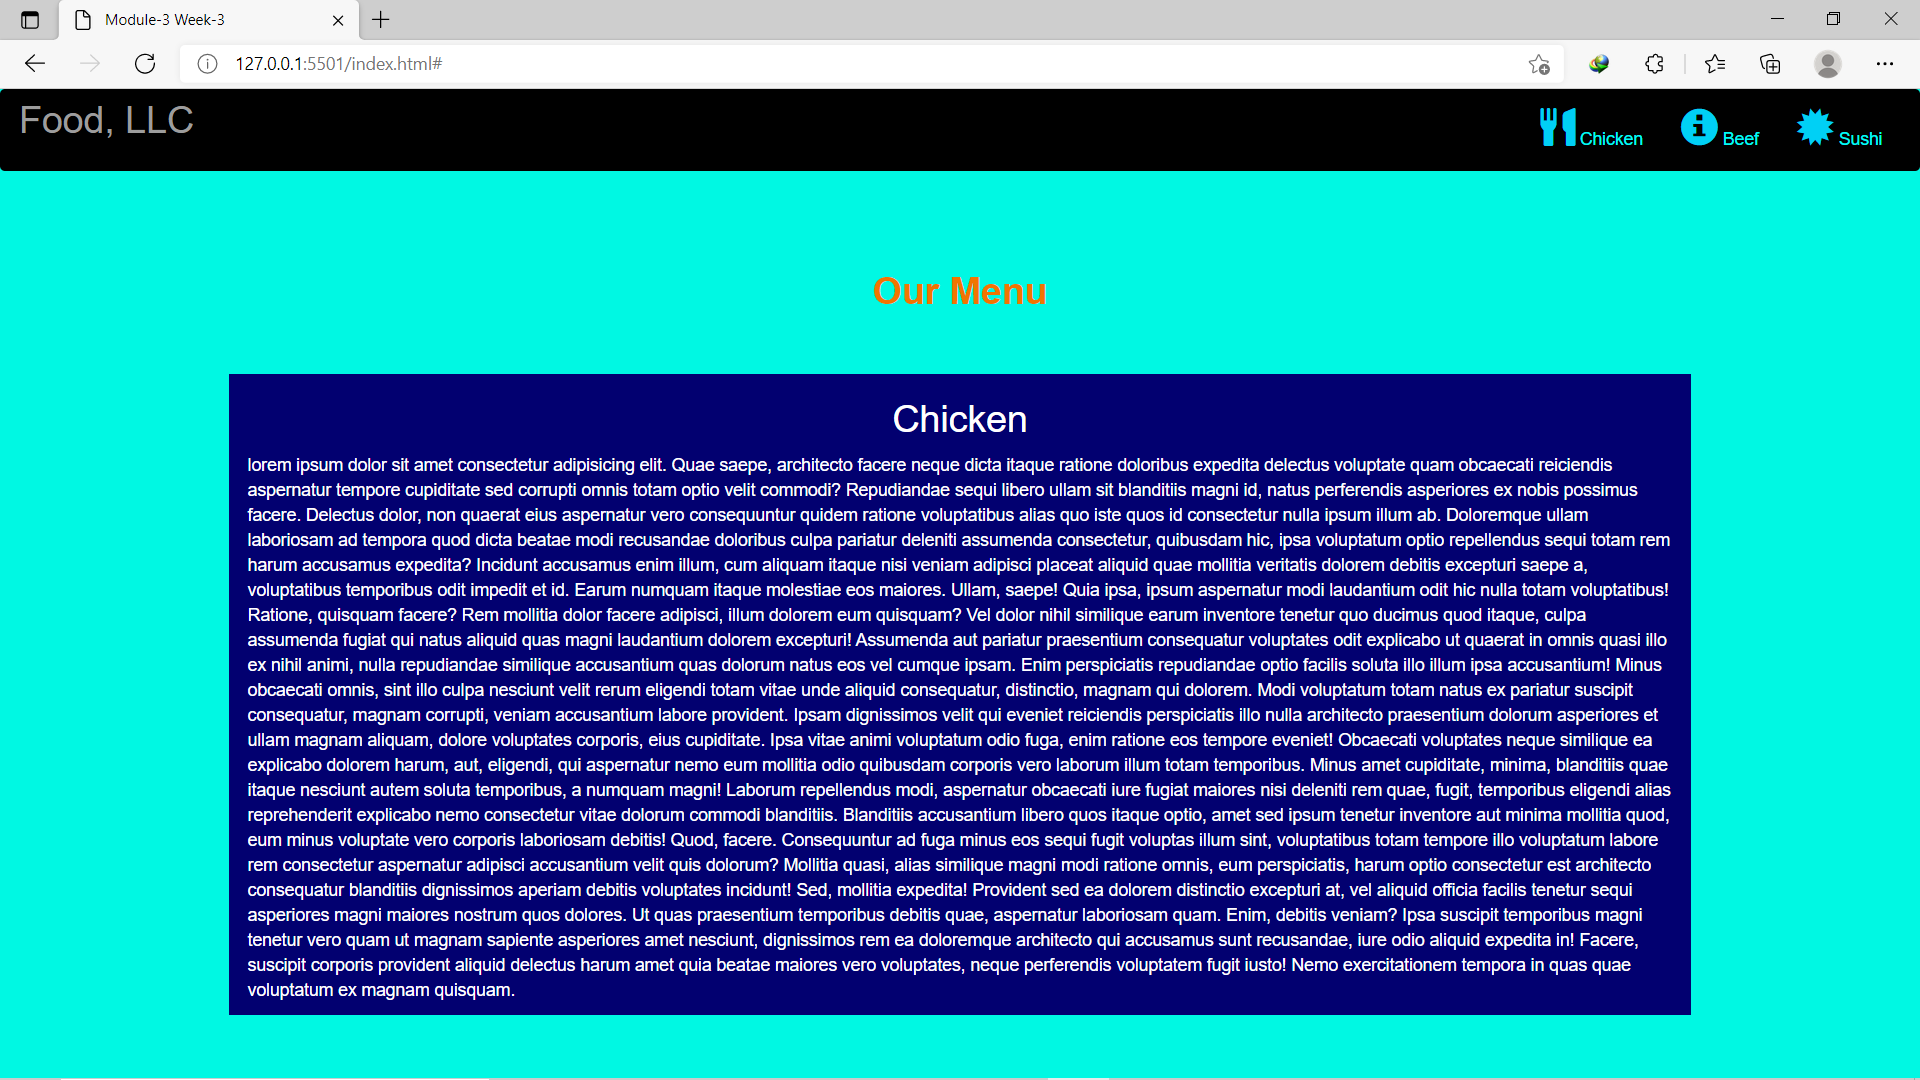 Module-3 Week-3
127.0.0.1:5501/index.html#
Food, LLC
Chicken
Beef
Sushi
Our Menu
Chicken
lorem ipsum dolor sit amet consectetur adipisicing elit. Quae saepe, architecto facere neque dicta itaque ratione doloribus expedita delectus voluptate quam obcaecati reiciendis
aspernatur tempore cupiditate sed corrupti omnis totam optio velit commodi? Repudiandae sequi libero ullam sit blanditiis magni id, natus perferendis asperiores ex nobis possimus
facere. Delectus dolor, non quaerat eius aspernatur vero consequuntur quidem ratione voluptatibus alias quo iste quos id consectetur nulla ipsum illum ab. Doloremque ullam
laboriosam ad tempora quod dicta beatae modi recusandae doloribus culpa pariatur deleniti assumenda consectetur, quibusdam hic, ipsa voluptatum optio repellendus sequi totam rem
harum accusamus expedita? Incidunt accusamus enim illum, cum aliquam itaque nisi veniam adipisci placeat aliquid quae mollitia veritatis dolorem debitis excepturi saepe a,
voluptatibus temporibus odit impedit et id. Earum numquam itaque molestiae eos maiores. Ullam, saepe! Quia ipsa, ipsum aspernatur modi laudantium odit hic nulla totam voluptatibus!
Ratione, quisquam facere? Rem mollitia dolor facere adipisci, illum dolorem eum quisquam? Vel dolor nihil similique earum inventore tenetur quo ducimus quod itaque, culpa
assumenda fugiat qui natus aliquid quas magni laudantium dolorem excepturi! Assumenda aut pariatur praesentium consequatur voluptates odit explicabo ut quaerat in omnis quasi illo
ex nihil animi, nulla repudiandae similique accusantium quas dolorum natus eos vel cumque ipsam. Enim perspiciatis repudiandae optio facilis soluta illo illum ipsa accusantium! Minus
obcaecati omnis, sint illo culpa nesciunt velit rerum eligendi totam vitae unde aliquid consequatur, distinctio, magnam qui dolorem. Modi voluptatum totam natus ex pariatur suscipit
consequatur, magnam corrupti, veniam accusantium labore provident. Ipsam dignissimos velit qui eveniet reiciendis perspiciatis illo nulla architecto praesentium dolorum asperiores et
ullam magnam aliquam, dolore voluptates corporis, eius cupiditate. Ipsa vitae animi voluptatum odio fuga, enim ratione eos tempore eveniet! Obcaecati voluptates neque similique ea
explicabo dolorem harum, aut, eligendi, qui aspernatur nemo eum mollitia odio quibusdam corporis vero laborum illum totam temporibus. Minus amet cupiditate, minima, blanditiis quae
itaque nesciunt autem soluta temporibus, a numquam magni! Laborum repellendus modi, aspernatur obcaecati iure fugiat maiores nisi deleniti rem quae, fugit, temporibus eligendi alias
reprehenderit explicabo nemo consectetur vitae dolorum commodi blanditiis. Blanditiis accusantium libero quos itaque optio, amet sed ipsum tenetur inventore aut minima mollitia quod,
eum minus voluptate vero corporis laboriosam debitis! Quod, facere. Consequuntur ad fuga minus eos sequi fugit voluptas illum sint, voluptatibus totam tempore illo voluptatum labore
rem consectetur aspernatur adipisci accusantium velit quis dolorum? Mollitia quasi, alias similique magni modi ratione omnis, eum perspiciatis, harum optio consectetur est architecto
consequatur blanditiis dignissimos aperiam debitis voluptates incidunt! Sed, mollitia expedita! Provident sed ea dolorem distinctio excepturi at, vel aliquid officia facilis tenetur sequi
asperiores magni maiores nostrum quos dolores. Ut quas praesentium temporibus debitis quae, aspernatur laboriosam quam. Enim, debitis veniam? Ipsa suscipit temporibus magni
tenetur vero quam ut magnam sapiente asperiores amet nesciunt, dignissimos rem ea doloremque architecto qui accusamus sunt recusandae, iure odio aliquid expedita in! Facere,
suscipit corporis provident aliquid delectus harum amet quia beatae maiores vero voluptates, neque perferendis voluptatem fugit iusto! Nemo exercitationem tempora in quas quae
voluptatum ex magnam quisquam.